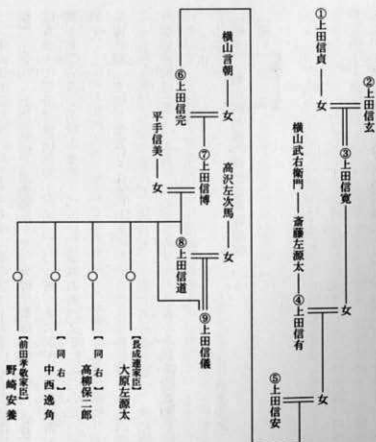 ①上田信貞
女
②上田信玄
③上田信寛
横山武右衛門
斎藤左源太
④上田信有
女
⑤上田信安
女
⑥上田信完
横山言朝
女
⑦上田信博
平手信美
女
高沢左次馬
女
⑧上田信道
⑨上田信儀
【長成連家臣】
大原左源太
【同右】
高柳保二郎
【同右】
中西逸角
【前田孝敬家臣】
野崎安養